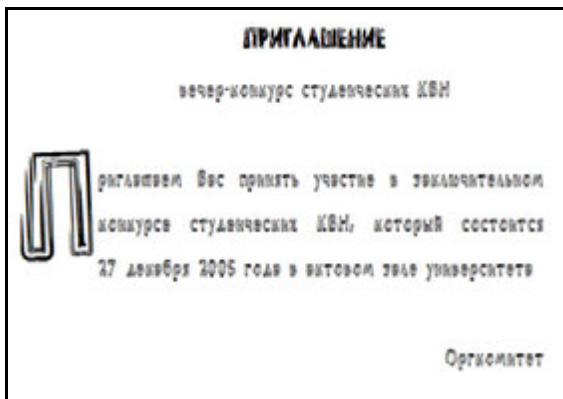 ПРИГЛАШЕНИЕ
вечер-конкурс студенческих КВН
Приглашаем Вас принять участие в заключительном
конкурсе студенческих КВН, который состоится
27 декабря 2005 года в актовом зале университета
Оргкомитет